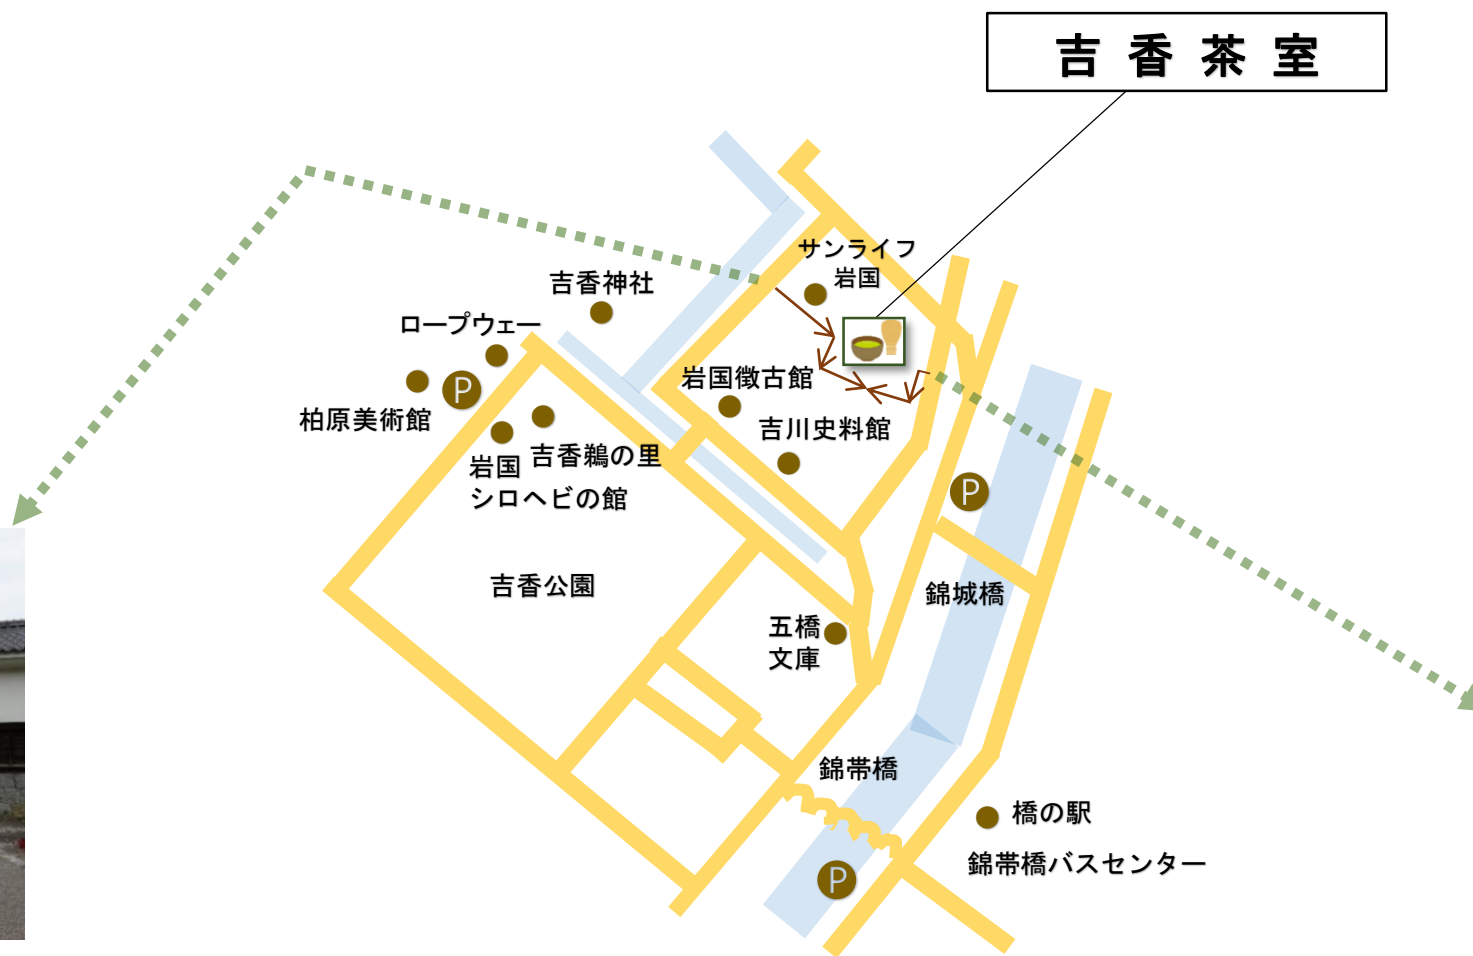 吉香茶室
サンライフ
岩国
吉香神社
ロープウェー
P
柏原美術館
岩国徴古館
吉川史料館
吉香鵜の里
岩国
シロヘビの館
P
吉香公園
錦城橋
五橋
文庫
錦帯橋
橋の駅
錦帯橋バスセンター
P